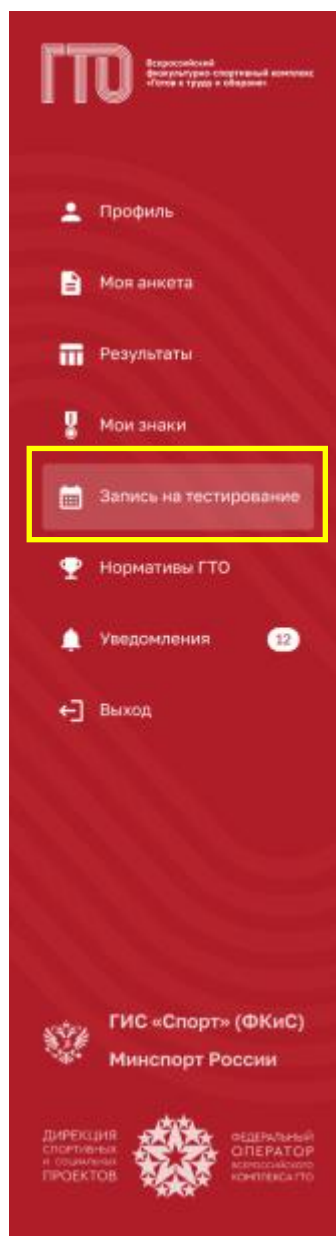 ГТО
Всероссийский
физкультурно-спортивный комплекс
«Готов к труду и обороне»
Профиль
Моя анкета
Результаты
Мои знаки
Запись на тестирование
Нормативы ГТО
Уведомления 12
Выход
ГИС «Спорт» (ФКиС)
Минспорт России
ДИРЕКЦИЯ
СПОРТИВНЫХ
И СОЦИАЛЬНЫХ
ПРОЕКТОВ
ФЕДЕРАЛЬНЫЙ
ОПЕРАТОР
ВСЕРОССИЙСКОГО
КОМПЛЕКСА ГТО